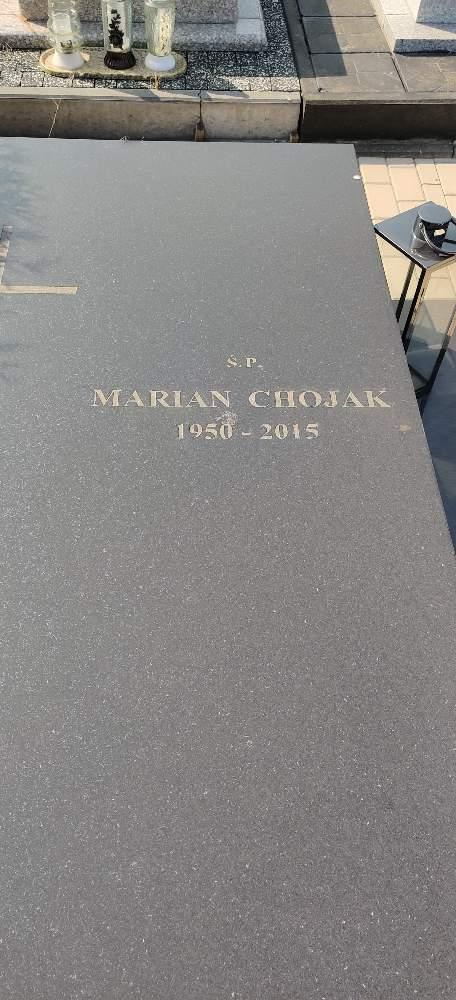 Ś.P.
MARIAN CHOJAK
1950 - 2015